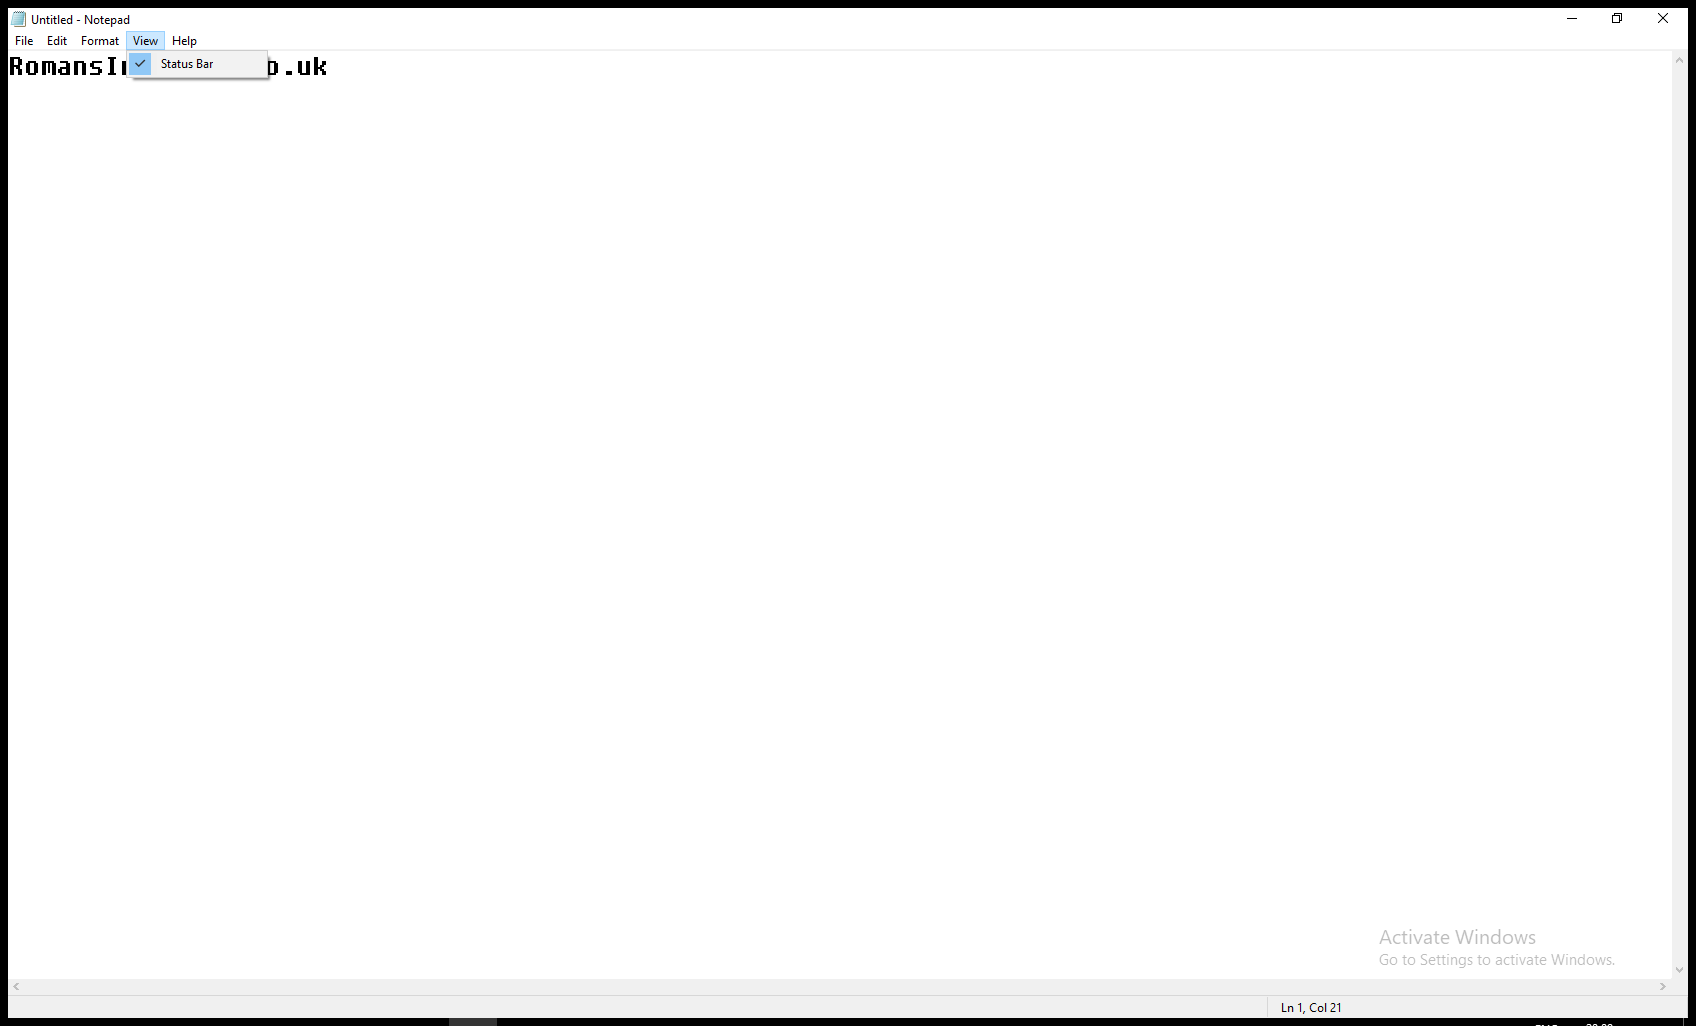 Untitled - Notepad
File Edit Format View Help
Status Bar
RomansI
o.uk
Activate Windows
Go to Settings to activate Windows.
Ln 1, Col 21